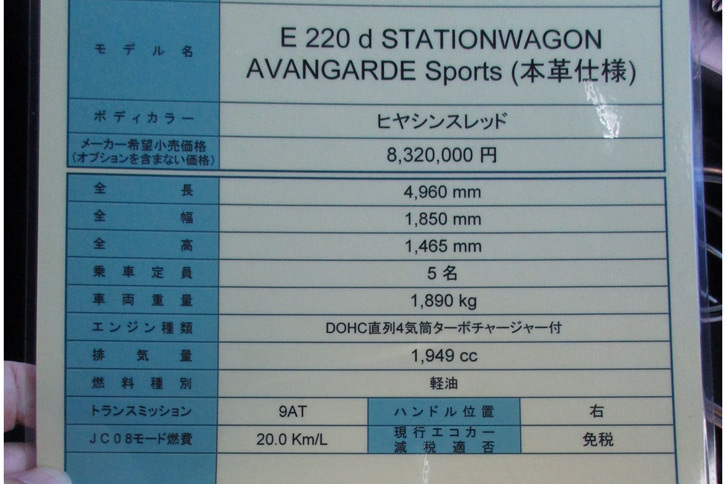 モデル名
E 220 d STATIONWAGON
AVANGARDE Sports (本革仕様)
ボディカラー
ヒヤシンスレッド
メーカー希望小売価格
(オプションを含まない価格)
8,320,000 円
全長
4,960 mm
全幅
1,850 mm
全高
1,465 mm
乗車定員
5 名
車両重量
1,890 kg
エンジン種類
DOHC直列4気筒ターボチャージャー付
排気量
1,949 cc
燃料種別
軽油
トランスミッション
9AT
ハンドル位置
右
JC08モード燃費
20.0 Km/L
現行エコカー
減税適否
免税